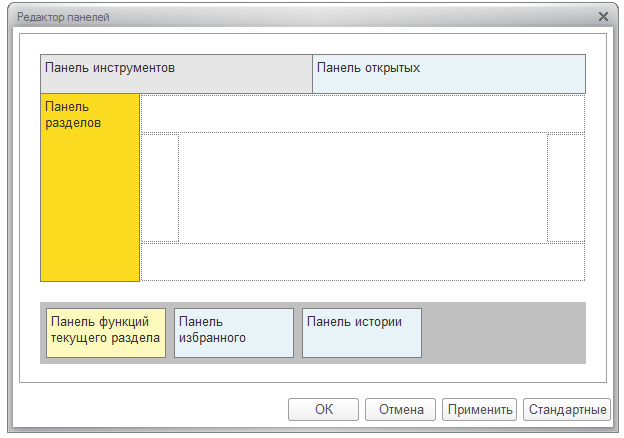 Редактор панелей
Панель инструментов
Панель открытых
Панель
разделов
Панель функций
текущего раздела
Панель
избранного
Панель истории
ОК
Отмена
Применить
Стандартные